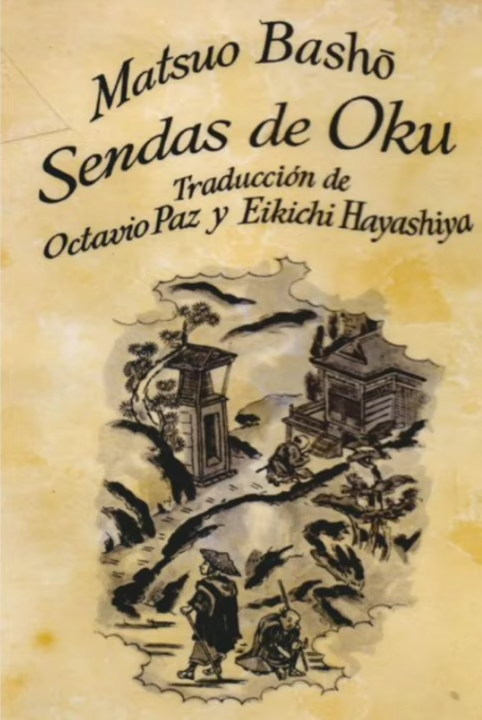 Matsuo Bashō
Sendas de Oku
Traducción de
Octavio Paz y Eikichi Hayashiya